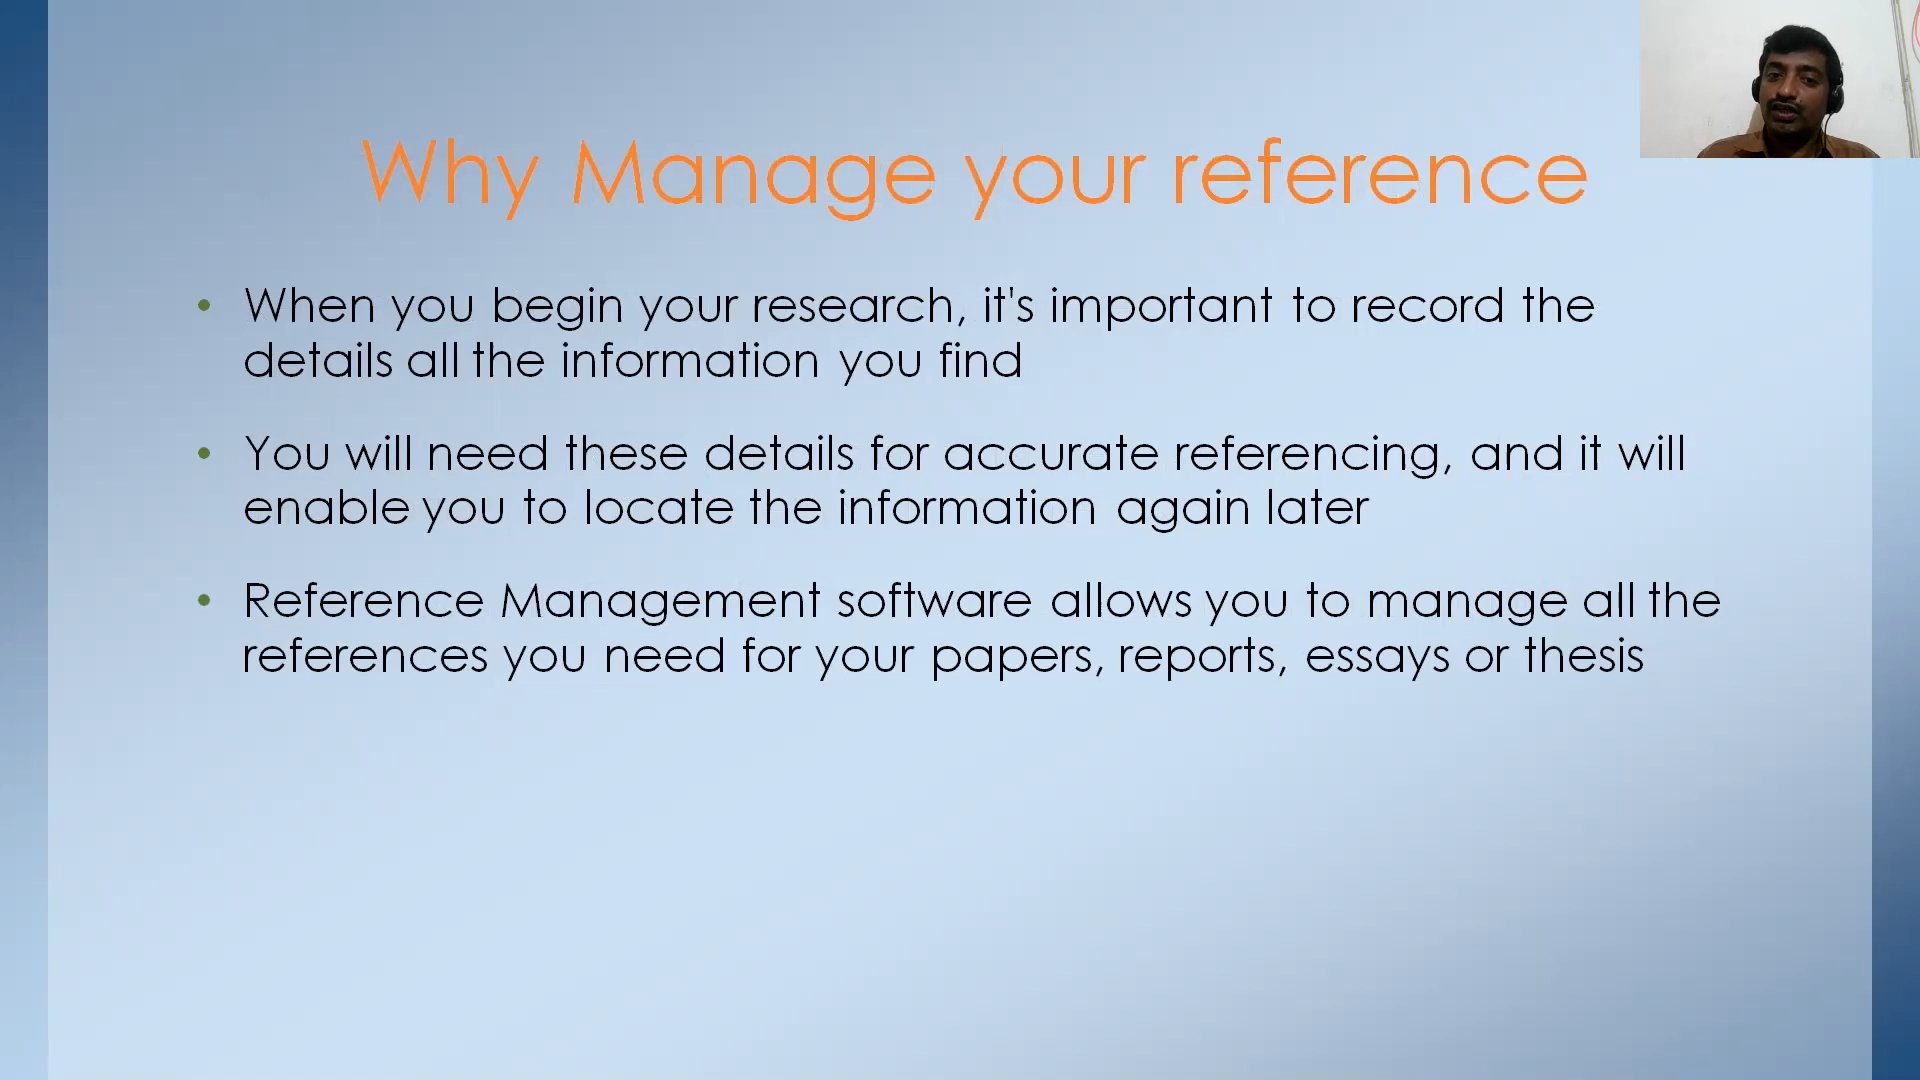 Why Manage your reference
When you begin your research, it's important to record the
details all the information you find
You will need these details for accurate referencing, and it will
enable you to locate the information again later
Reference Management software allows you to manage all the
references you need for your papers, reports, essays or thesis